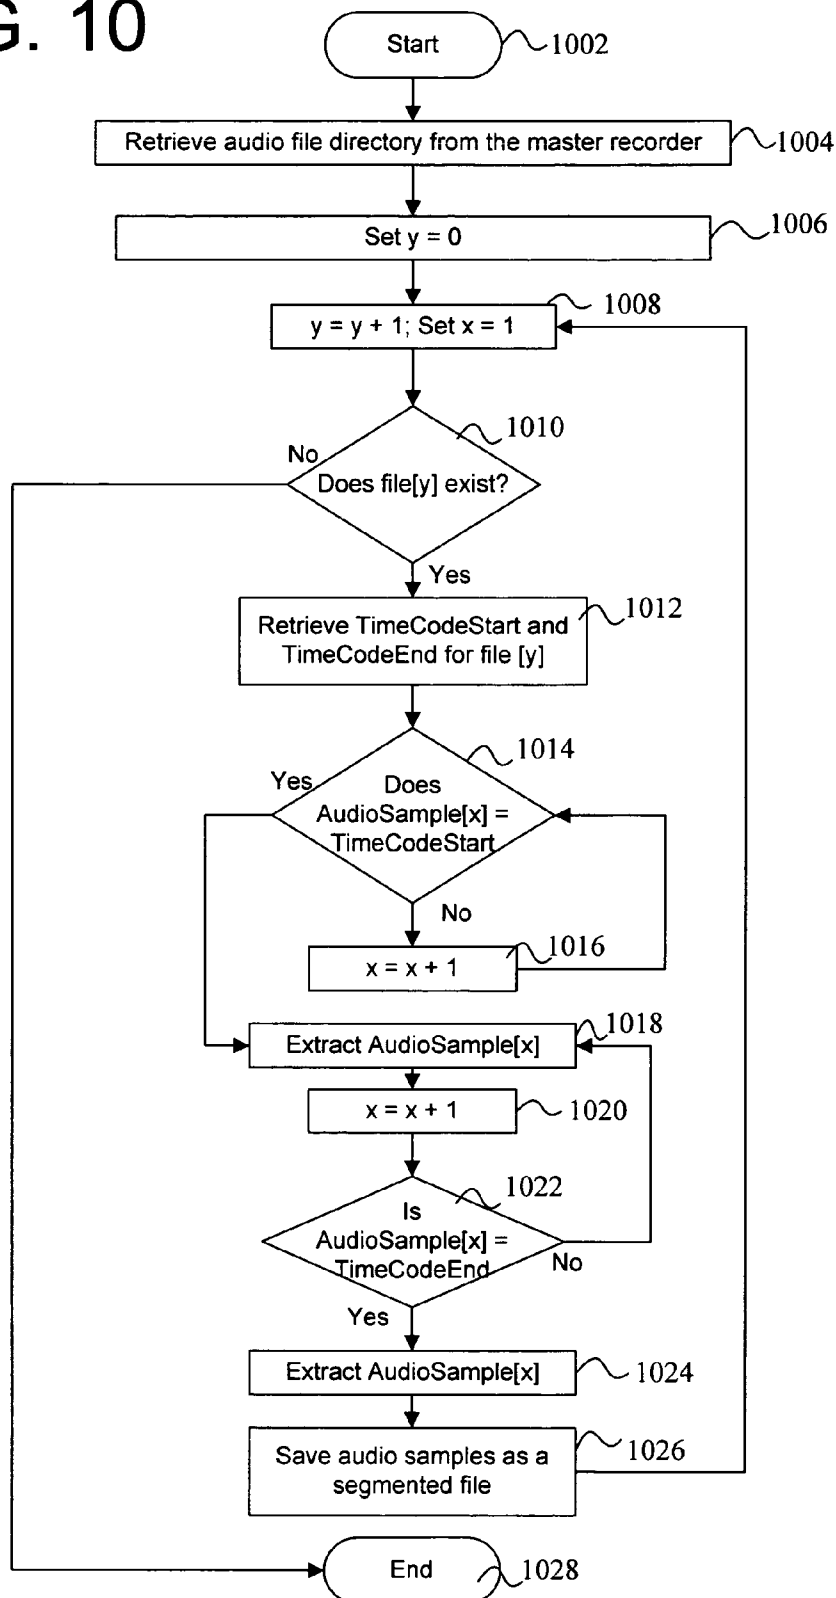 G. 10
Start
1002
Retrieve audio file directory from the master recorder
1004
Set y = 0
1006
y = y + 1; Set x = 1
1008
Does file[y] exist?
1010
No
Yes
Retrieve TimeCodeStart and
TimeCodeEnd for file [y]
1012
Does
AudioSample[x] =
TimeCodeStart
1014
Yes
No
x = x + 1
1016
Extract AudioSample[x]
1018
x = x + 1
1020
Is
AudioSample[x] =
TimeCodeEnd
1022
No
Yes
Extract AudioSample[x]
1024
Save audio samples as a
segmented file
1026
End
1028